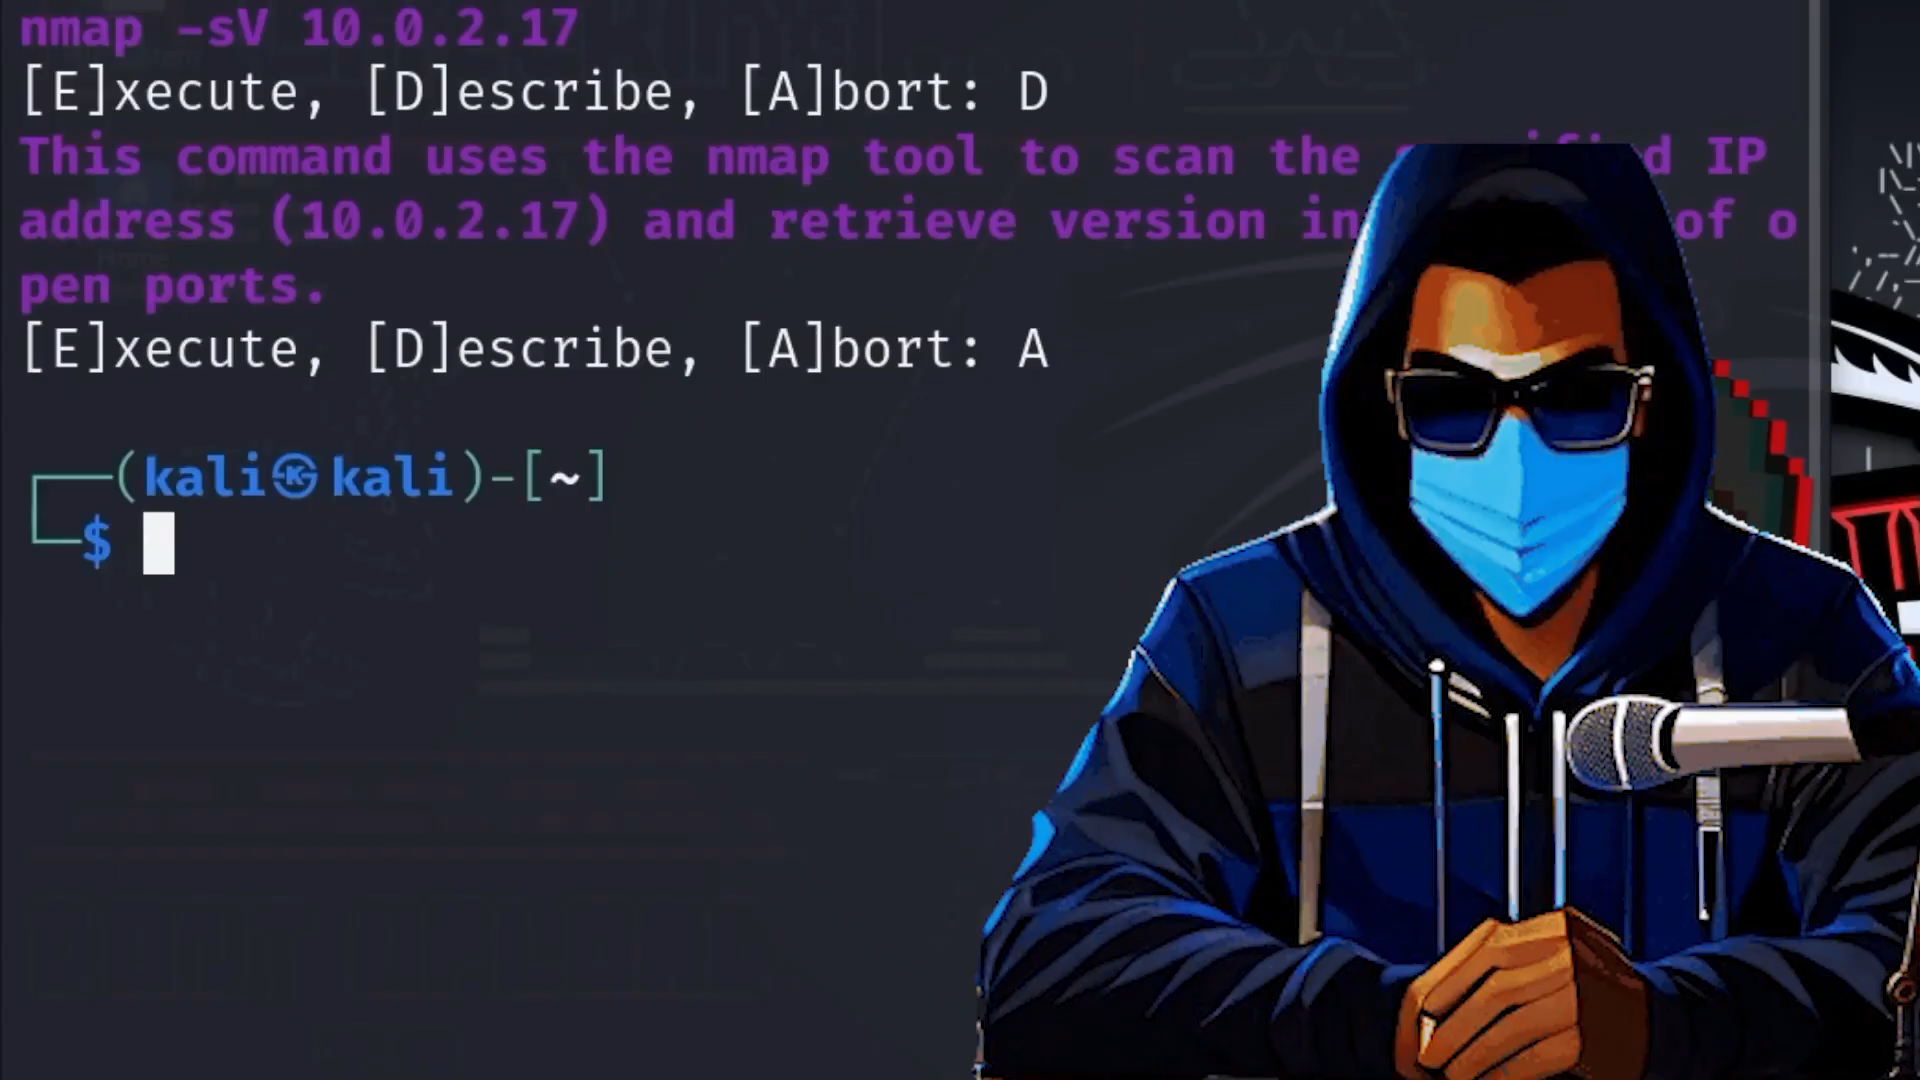 nmap -sV 10.0.2.17
[E]xecute, [D]escribe, [A]bort: D
This command uses the nmap tool to scan the IP
address (10.0.2.17) and retrieve version of o
pen ports.
[E]xecute, [D]escribe, [A]bort: A
┌──(kali㉿kali)-[~]
└─$